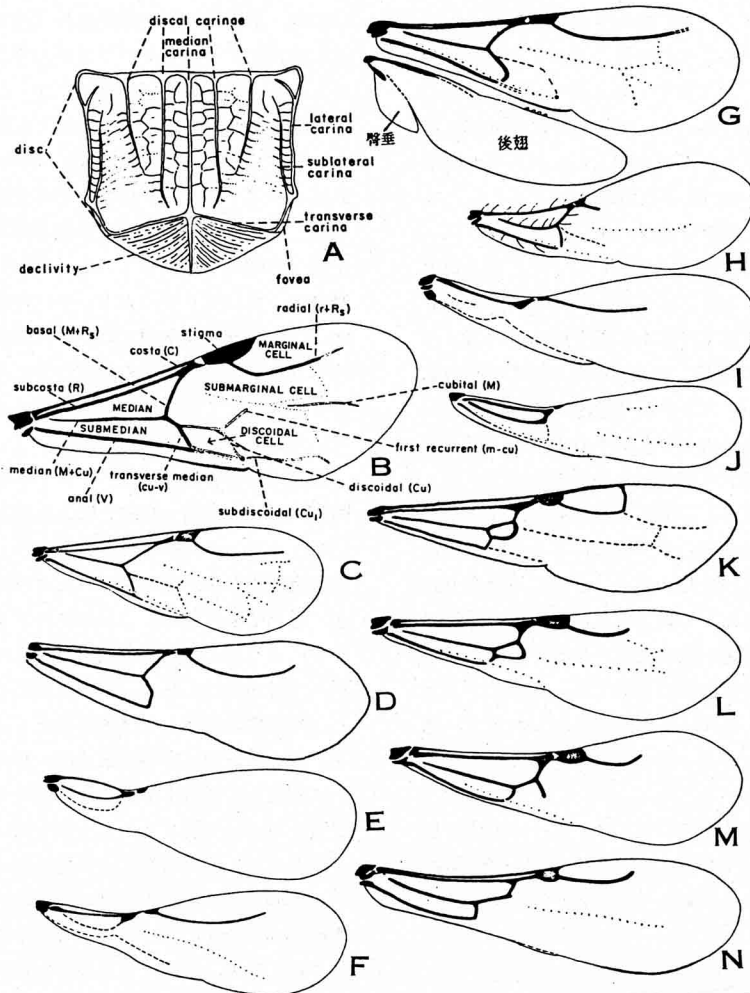 discal carinae
median
carina
lateral
carina
disc
sublateral
carina
transverse
carina
declivity
fovea
A
臀垂
後翅
G
H
I
J
basal (M+Rs)
costa (C)
stigma
radial (r+Rs)
MARGINAL
CELL
subcosta (R)
SUBMARGINAL CELL
cubital (M)
MEDIAN
SUBMEDIAN
DISCOIDAL
CELL
first recurrent (m-cu)
median (M+Cu)
transverse median
(cu-v)
discoidal (Cu)
anal (V)
subdiscoidal (Cu1)
B
C
K
D
L
E
M
F
N